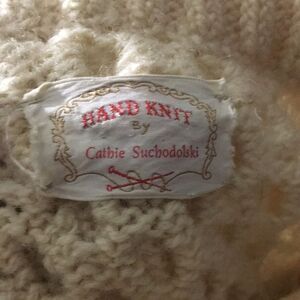 HAND KNIT
By
Cathie Suchodolski